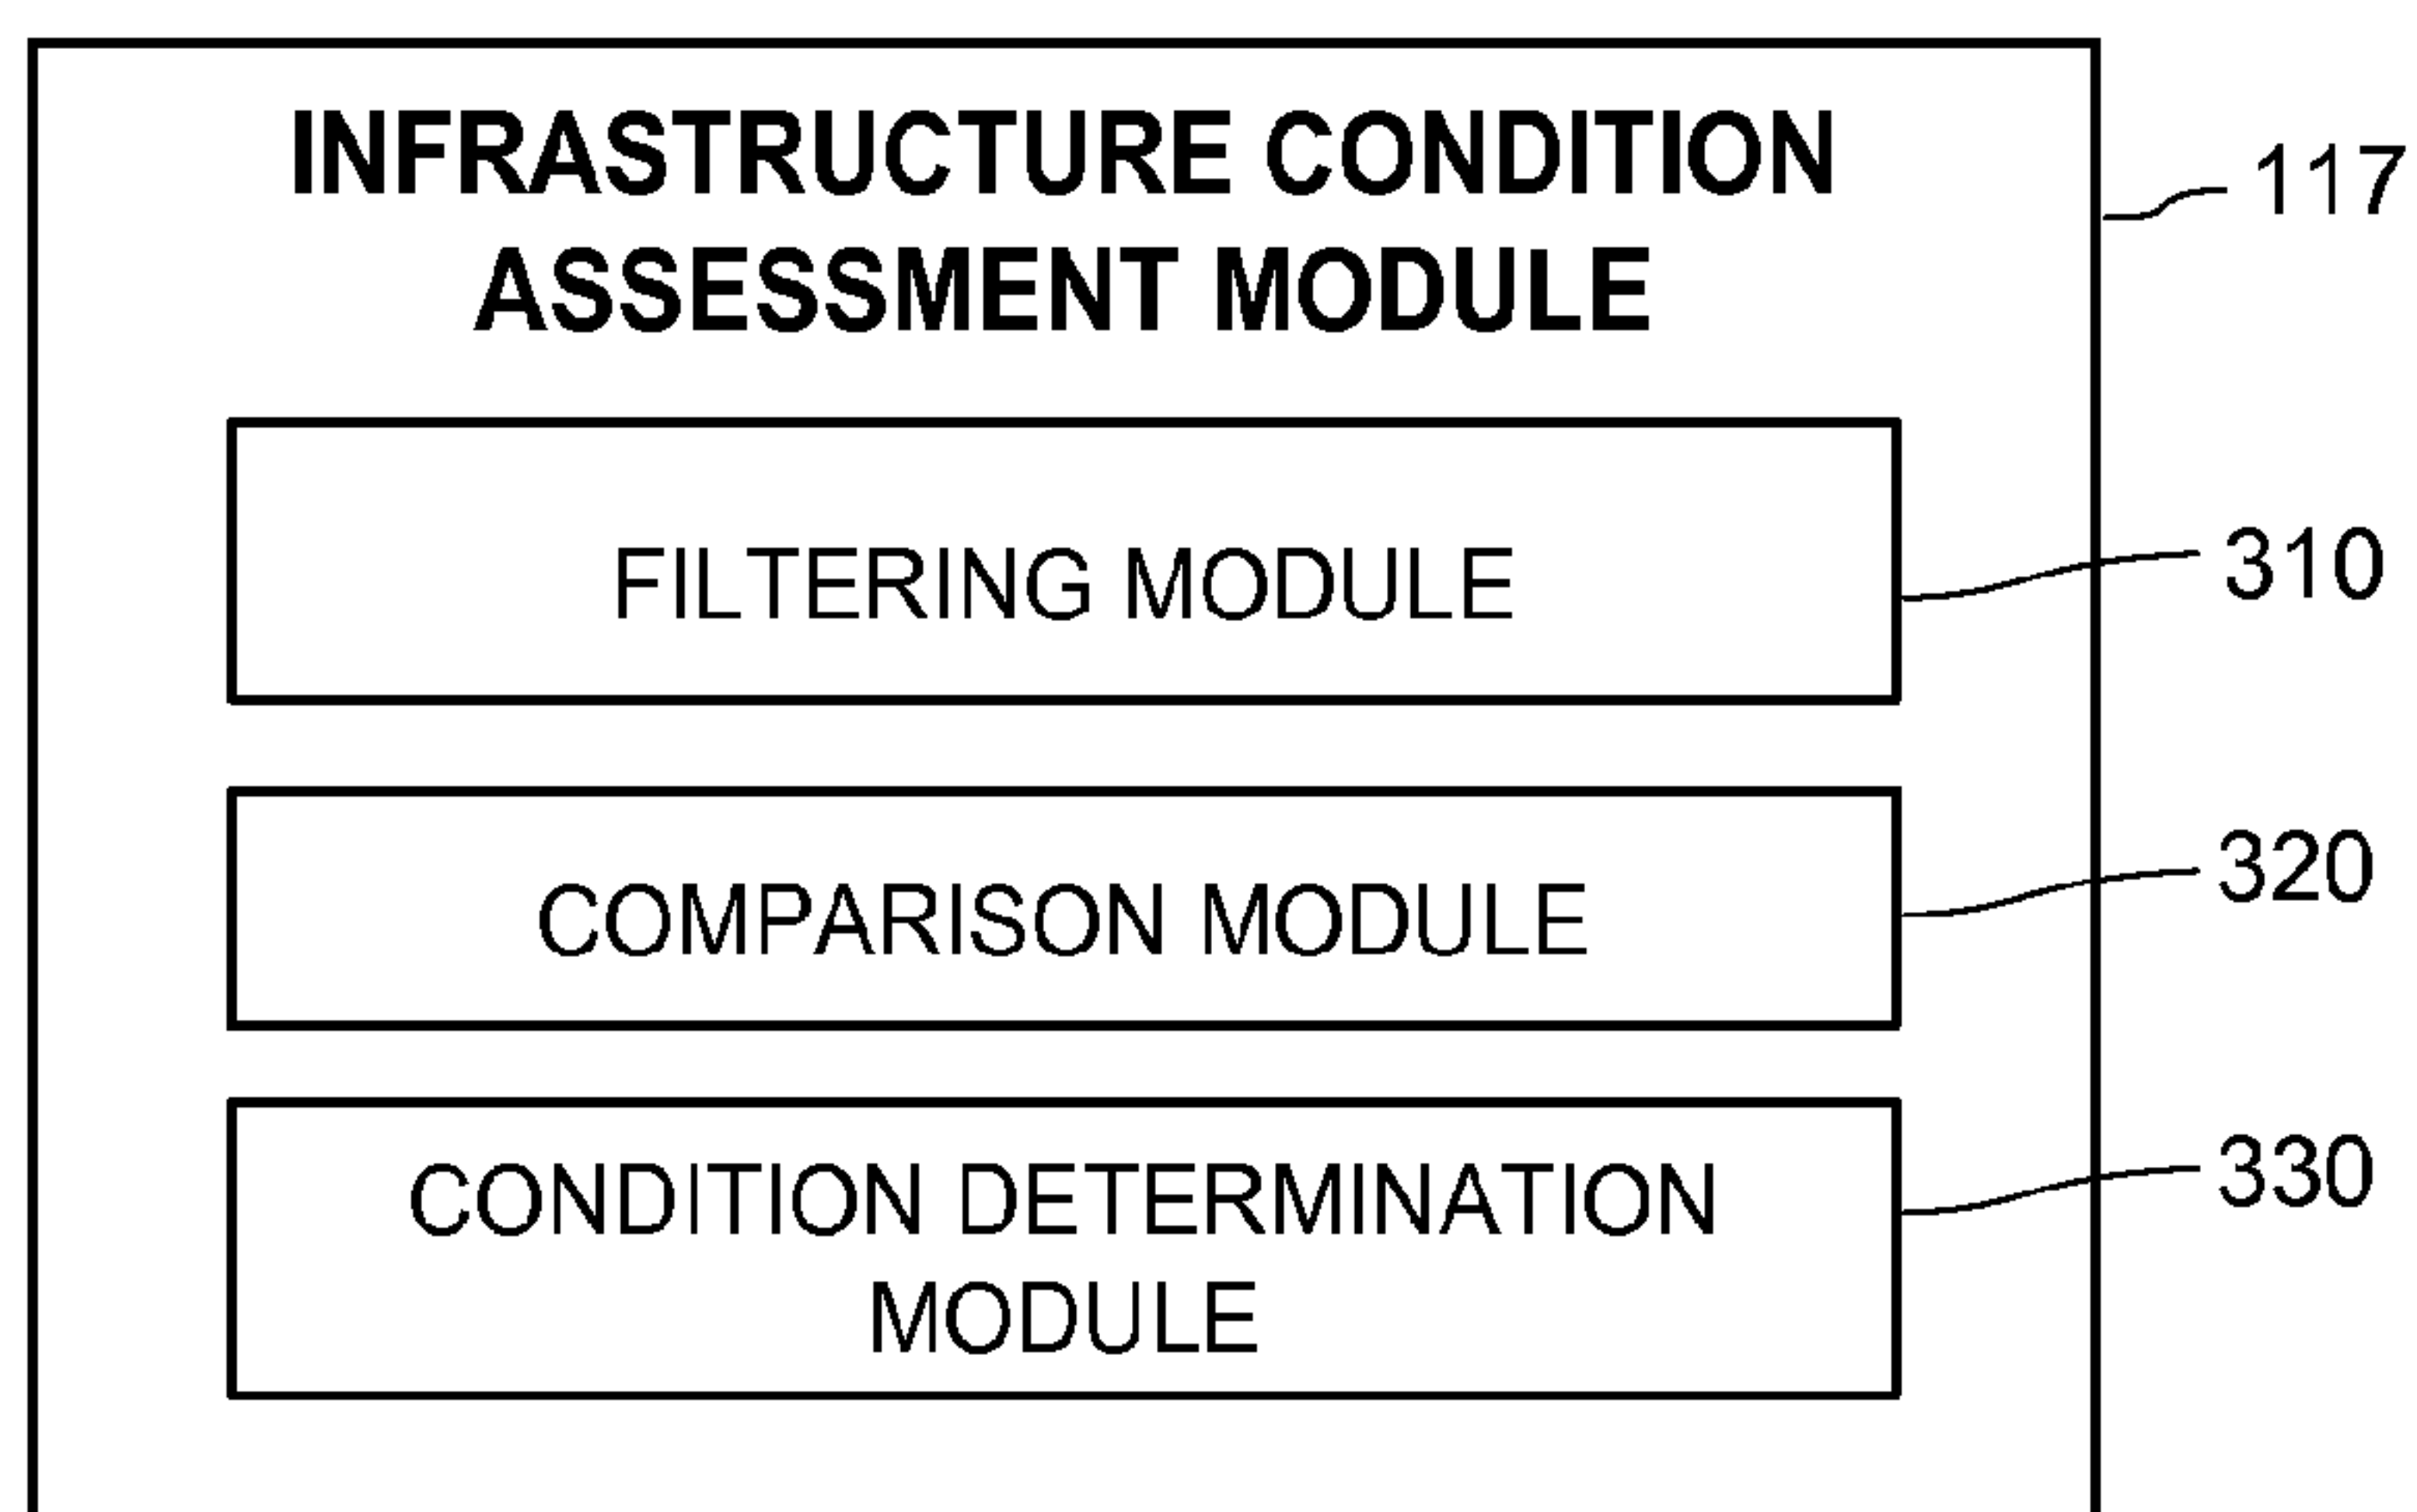 INFRASTRUCTURE CONDITION
ASSESSMENT MODULE
117
FILTERING MODULE
310
COMPARISON MODULE
320
CONDITION DETERMINATION
MODULE
330